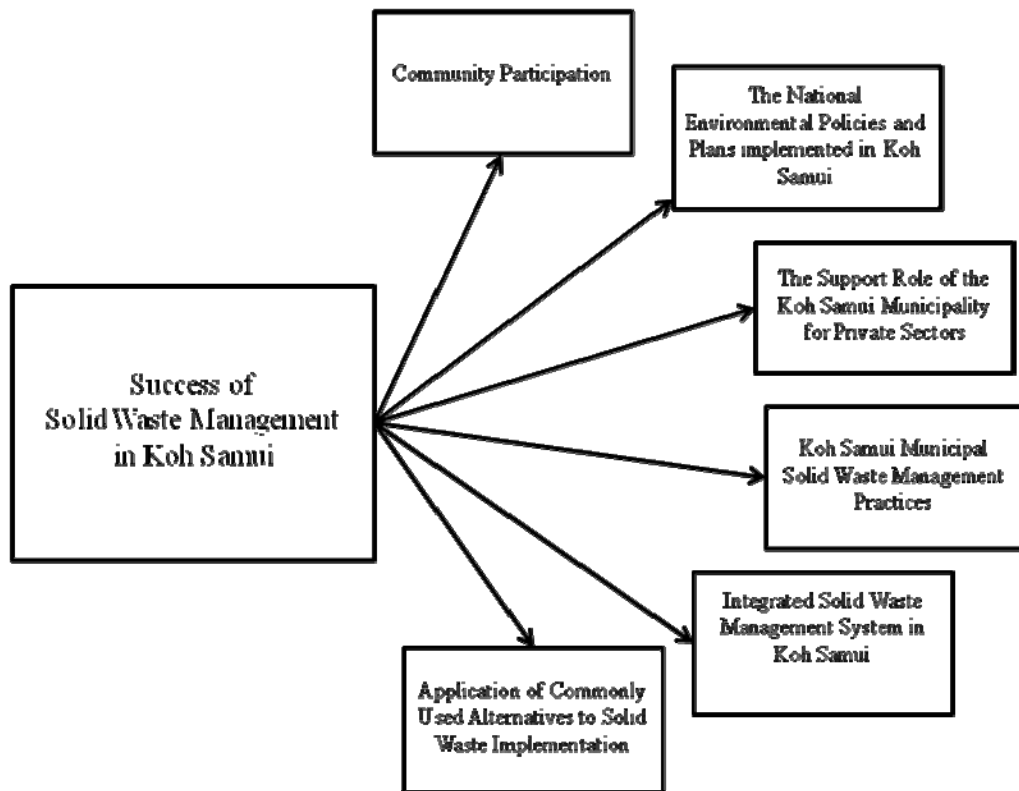 Community Participation
The National
Environmental Policies and
Plans implemented in Koh
Samui
The Support Role of the
Koh Samui Municipality
for Private Sectors
Success of
Solid Waste Management
in Koh Samui
Koh Samui Municipal
Solid Waste Management
Practices
Integrated Solid Waste
Management System in
Koh Samui
Application of Commonly
Used Alternatives to Solid
Waste Implementation